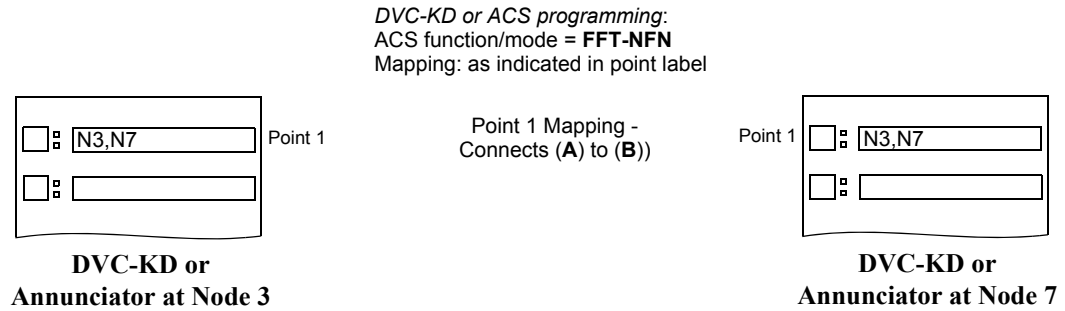 DVC-KD or ACS programming:
ACS function/mode = FFT-NFN
Mapping: as indicated in point label
N3,N7
Point 1
Point 1 Mapping -
Connects (A) to (B))
Point 1
N3,N7
DVC-KD or
Annunciator at Node 3
DVC-KD or
Annunciator at Node 7